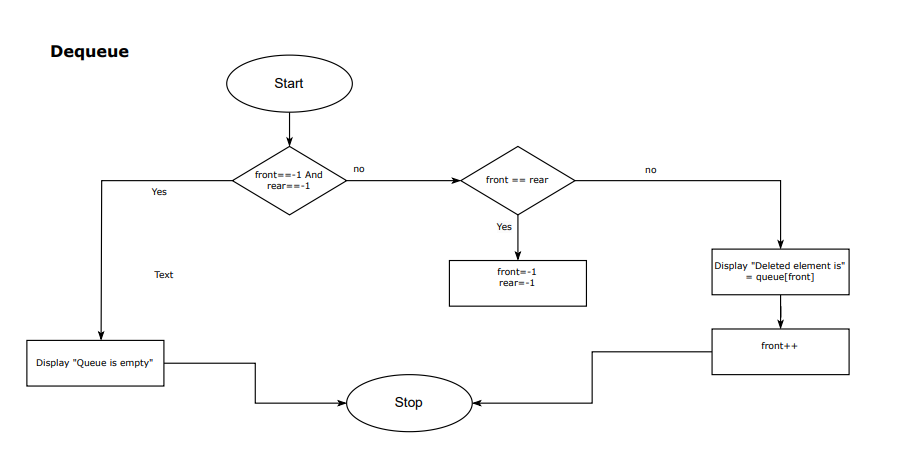 Dequeue
Start
front==-1 And
rear==-1
no
front == rear
no
Yes
Yes
front=-1
rear=-1
Display "Deleted element is"
= queue[front]
Text
front++
Display "Queue is empty"
Stop